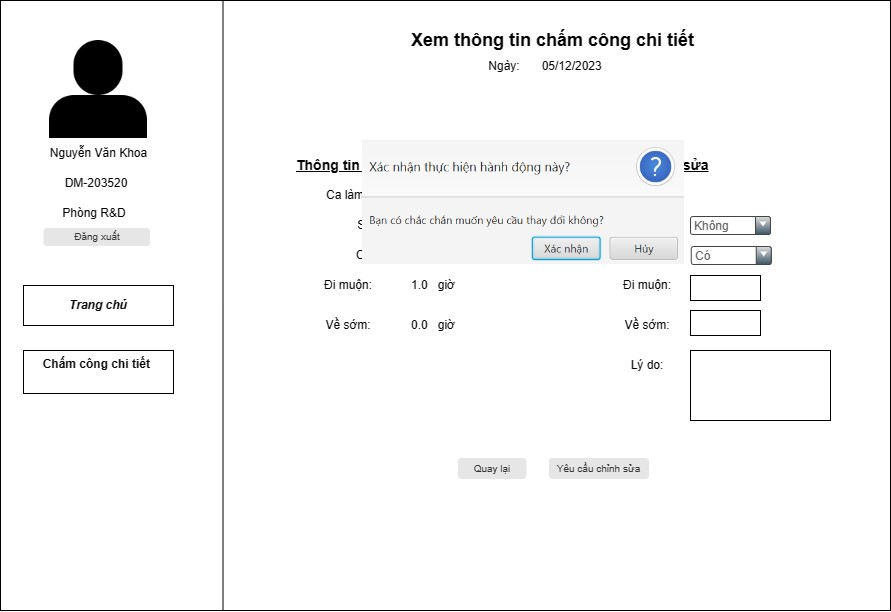 Nguyễn Văn Khoa
DM-203520
Phòng R&D
Đăng xuất
Trang chủ
Chấm công chi tiết
Xem thông tin chấm công chi tiết
Ngày: 05/12/2023
Thông tin
sửa
Ca làm
Xác nhận thực hiện hành động này?
?
Bạn có chắc chắn muốn yêu cầu thay đổi không?
Xác nhận Hủy
S Không
C Có
Đi muộn: 1.0 giờ Đi muộn:
Về sớm: 0.0 giờ Về sớm:
Lý do:
Quay lại Yêu cầu chỉnh sửa